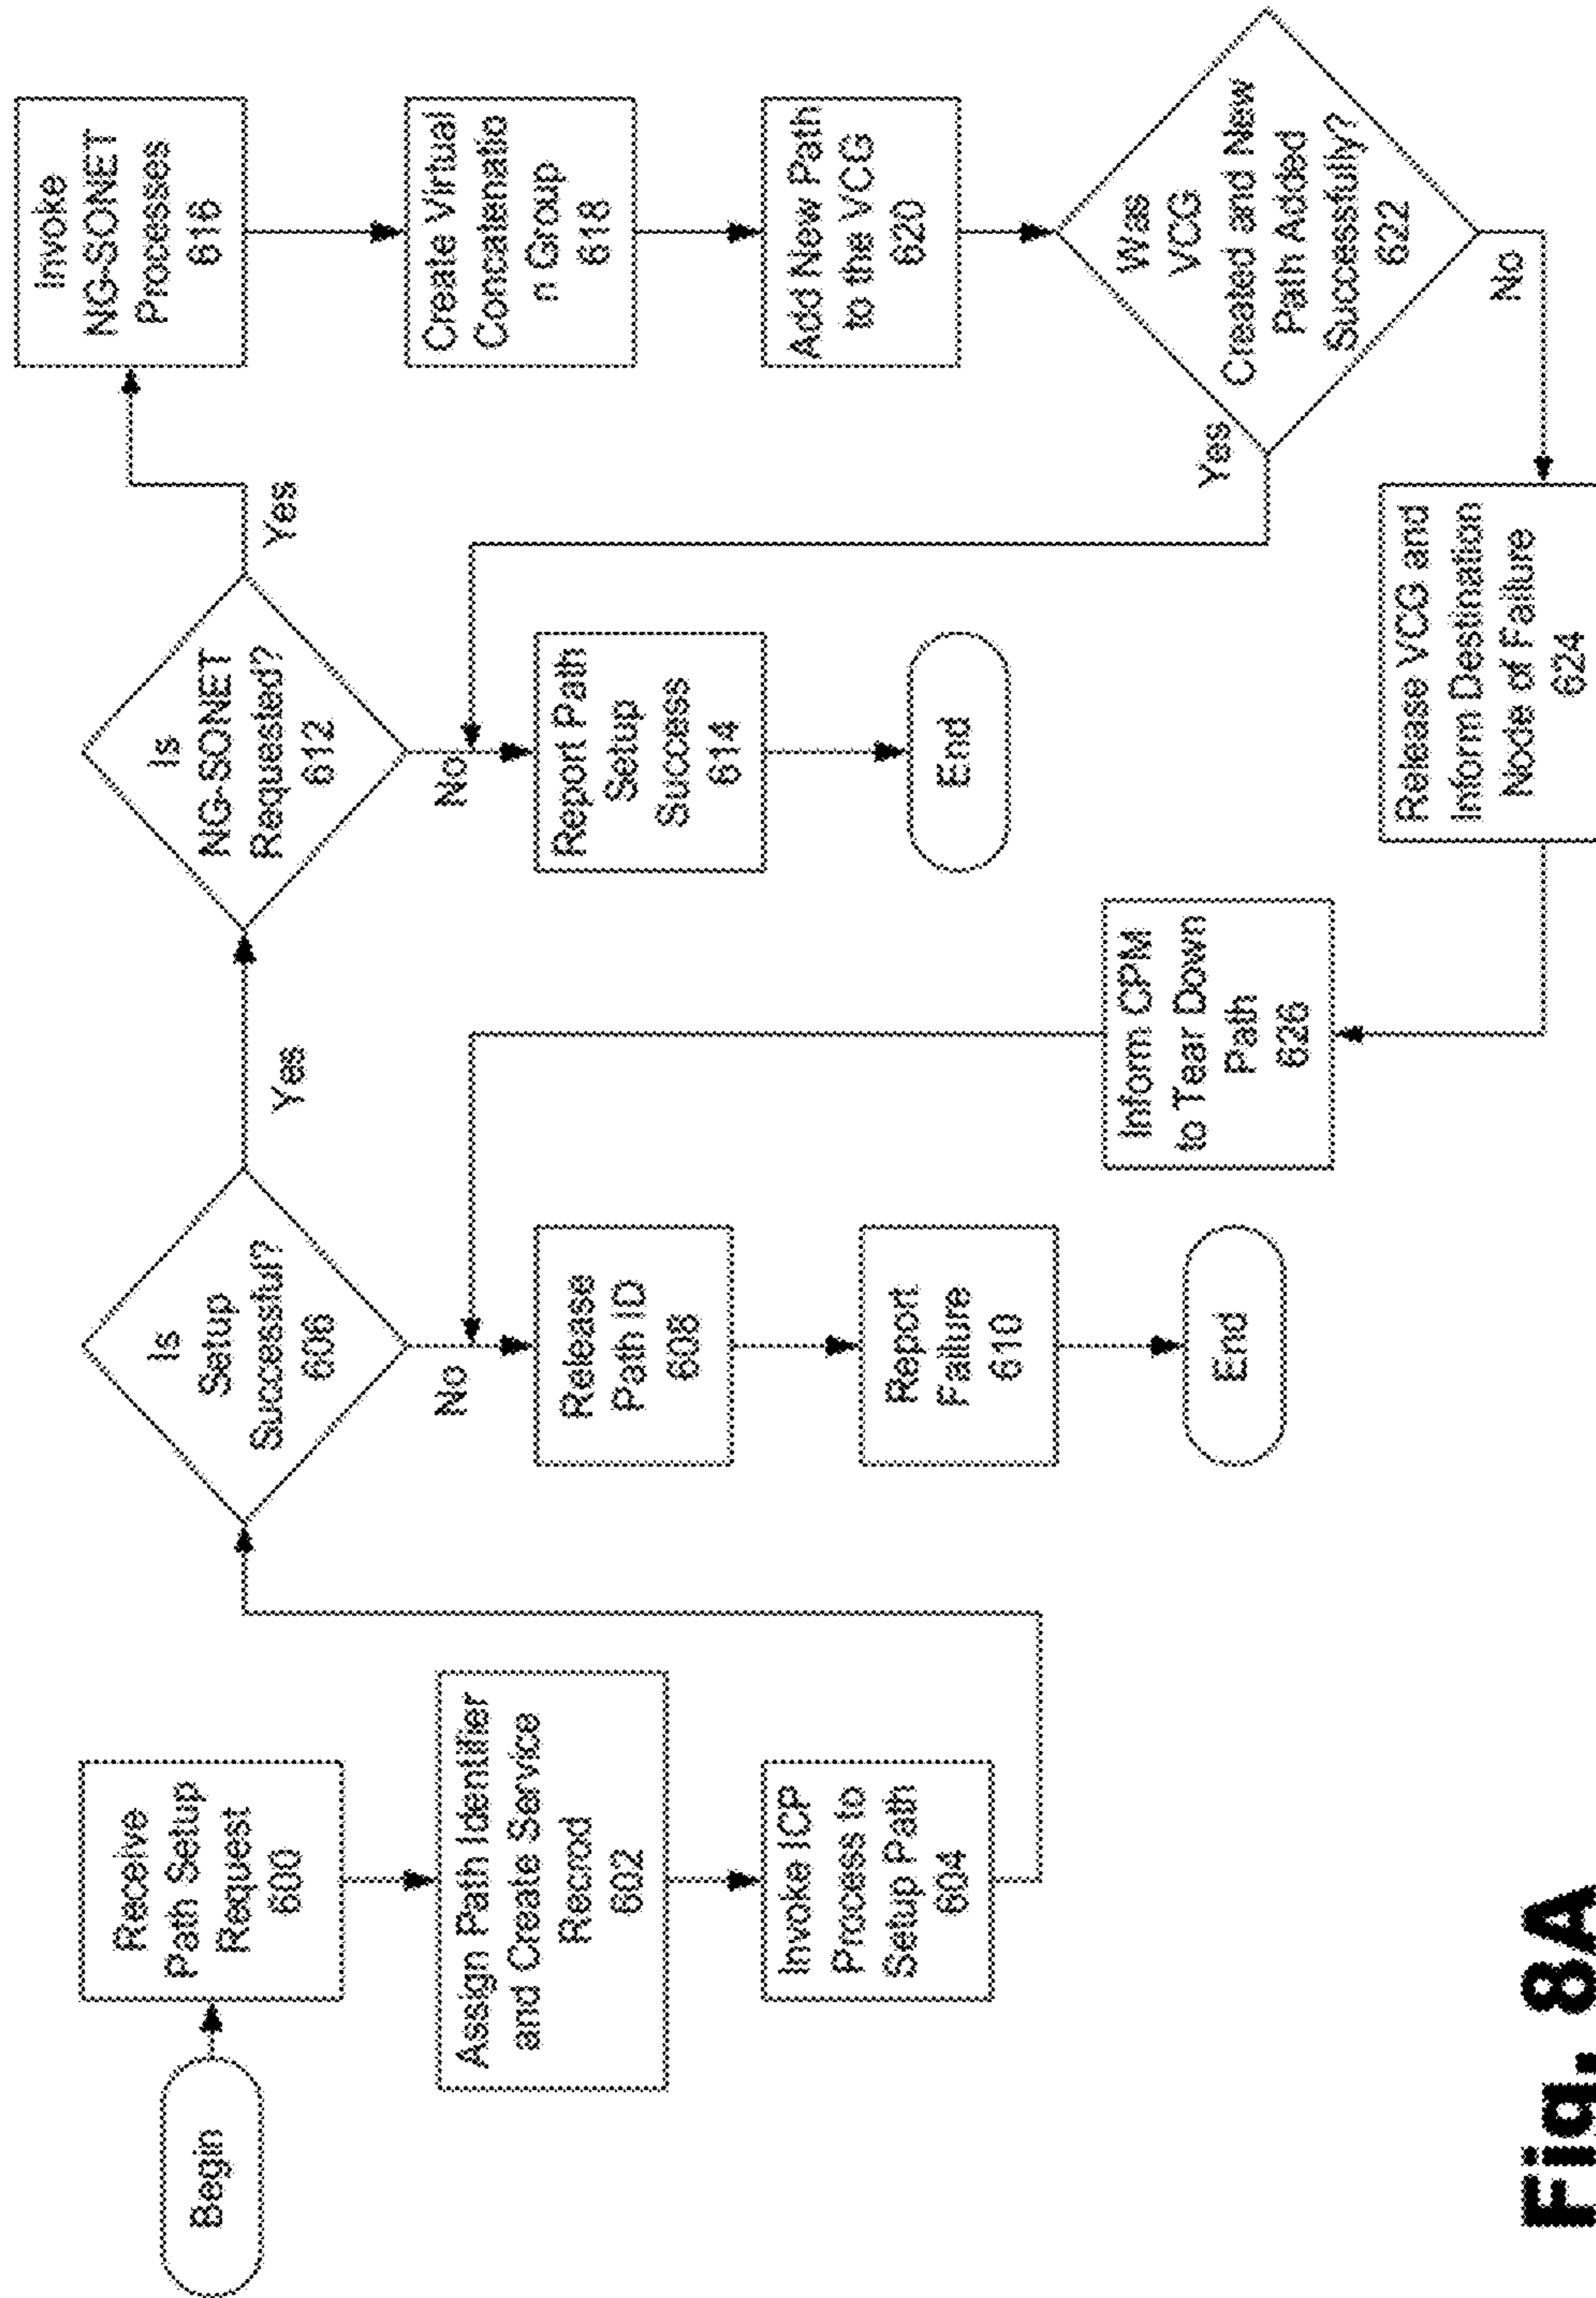 Begin
Receive
Path Setup
Request
600
Assign Path Identifier
and Create Service
Recrod
602
Invoke ICP
Process to
Setup Path
604
Is
Setup
Successful?
606
Yes
No
Release
Path ID
608
Report
Failure
610
End
Is
NG-SONET
Requested?
612
Yes
No
Report Path
Setup
Success
614
End
Invoke
NG-SONET
Processes
616
Create Virtual
Concatenatio
n Group
618
Add New Path
to the VCG
620
Was
VCG
Created and New
Path Added
Successfully?
622
Yes
No
Release VCG and
Inform Destination
Node of Failure
624
Inform CPM
to Tear Down
Path
626
Fig. 8A